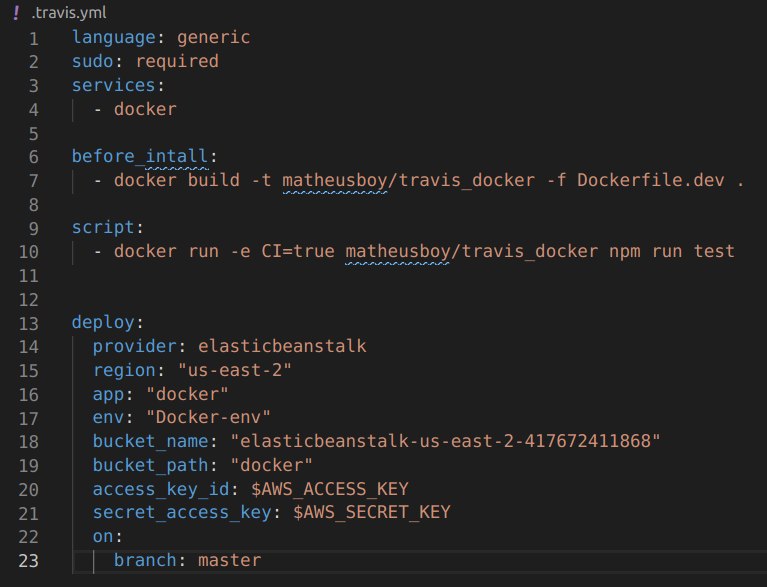 ! .travis.yml
1 language: generic
2 sudo: required
3 services:
4   - docker
5
6 before_intall:
7   - docker build -t matheusboy/travis_docker -f Dockerfile.dev .
8
9 script:
10   - docker run -e CI=true matheusboy/travis_docker npm run test
11
12
13 deploy:
14   provider: elasticbeanstalk
15   region: "us-east-2"
16   app: "docker"
17   env: "Docker-env"
18   bucket_name: "elasticbeanstalk-us-east-2-417672411868"
19   bucket_path: "docker"
20   access_key_id: $AWS_ACCESS_KEY
21   secret_access_key: $AWS_SECRET_KEY
22   on:
23     branch: master